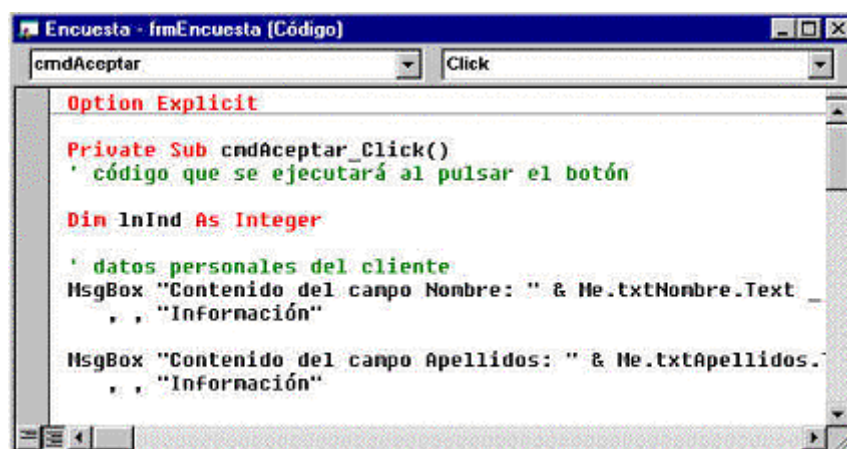 Encuesta - frmEncuesta (Código)
cmdAceptar
Click
Option Explicit
Private Sub cmdAceptar_Click()
' código que se ejecutará al pulsar el botón
Dim lnInd As Integer
' datos personales del cliente
MsgBox "Contenido del campo Nombre: " & Me.txtNombre.Text _
, , "Información"
MsgBox "Contenido del campo Apellidos: " & Me.txtApellidos.
, , "Información"